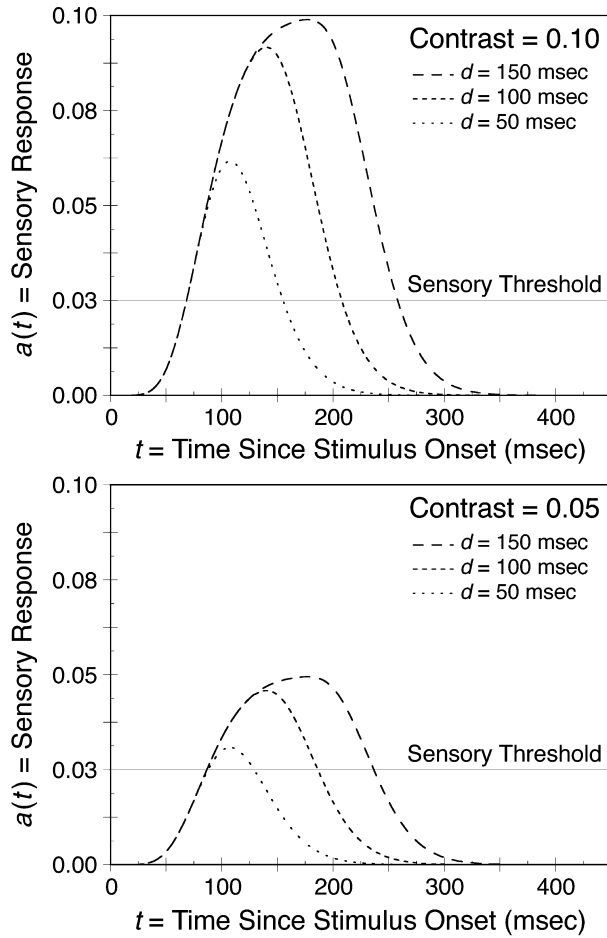 0.10
Contrast = 0.10
d = 150 msec
d = 100 msec
d = 50 msec
0.08
0.05
Sensory Threshold
0.03
0.00
a(t) = Sensory Response
0 100 200 300 400
t = Time Since Stimulus Onset (msec)
0.10
Contrast = 0.05
d = 150 msec
d = 100 msec
d = 50 msec
0.08
0.05
Sensory Threshold
0.03
0.00
a(t) = Sensory Response
0 100 200 300 400
t = Time Since Stimulus Onset (msec)